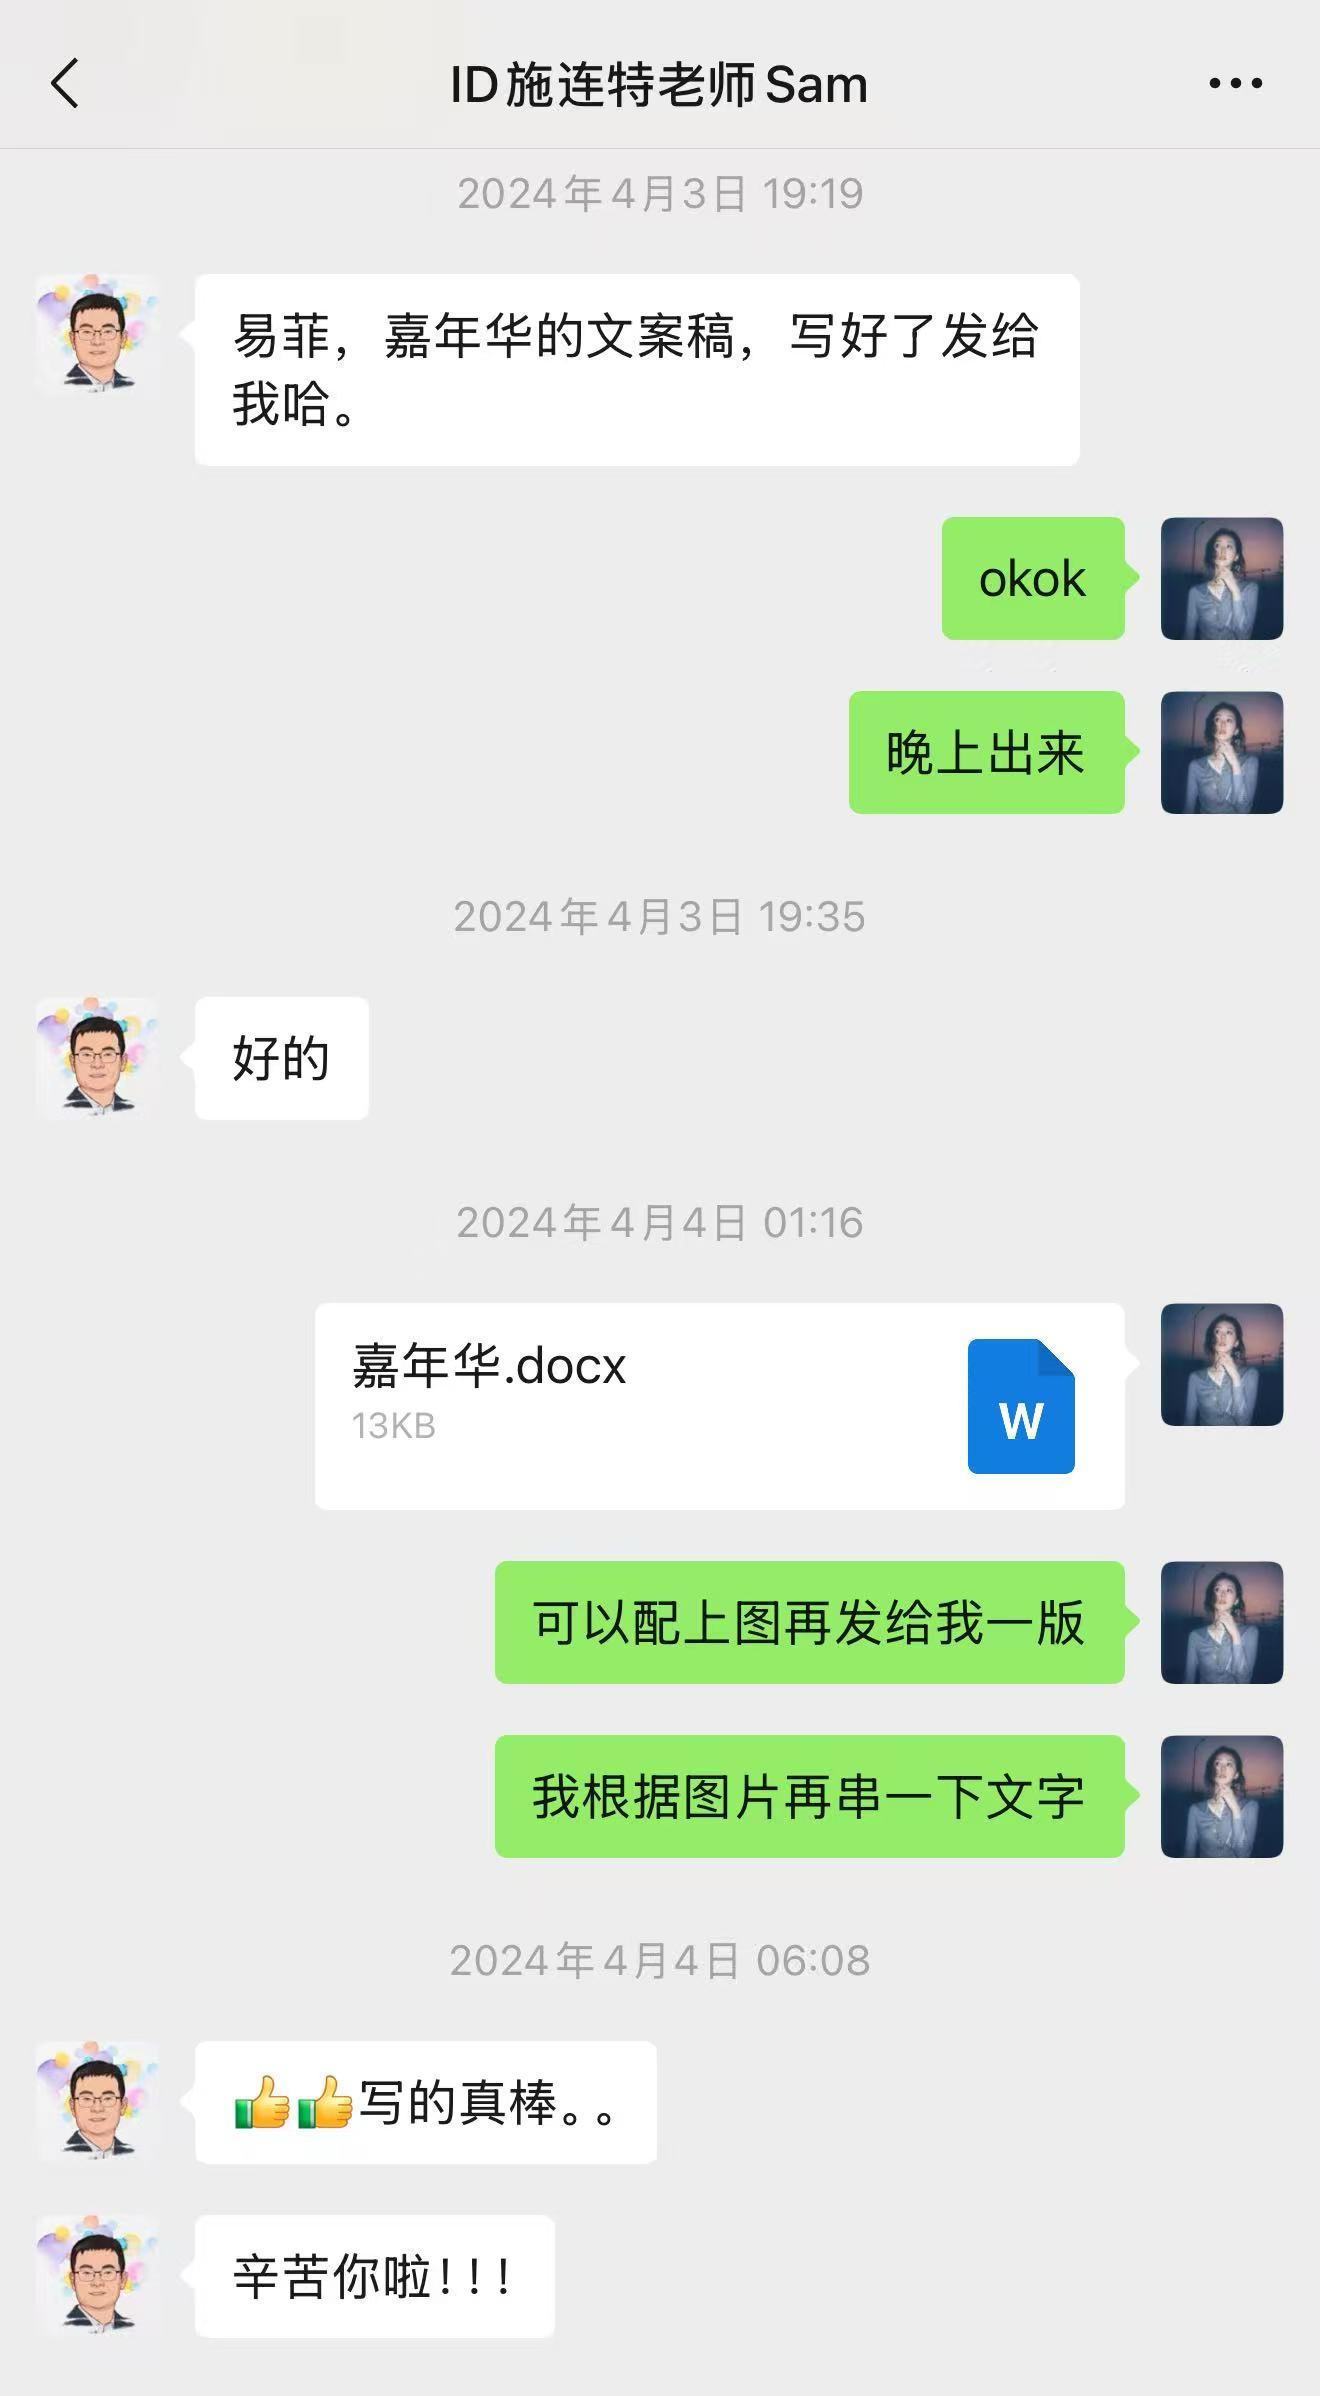 ID施连特老师Sam
2024年4月3日 19:19
易菲，嘉年华的文案稿，写好了发给
我哈。
okok
晚上出来
2024年4月3日 19:35
好的
2024年4月4日 01:16
嘉年华.docx
13KB
W
可以配上图再发给我一版
我根据图片再串一下文字
2024年4月4日 06:08
👍👍写的真棒。。
辛苦你啦！！！